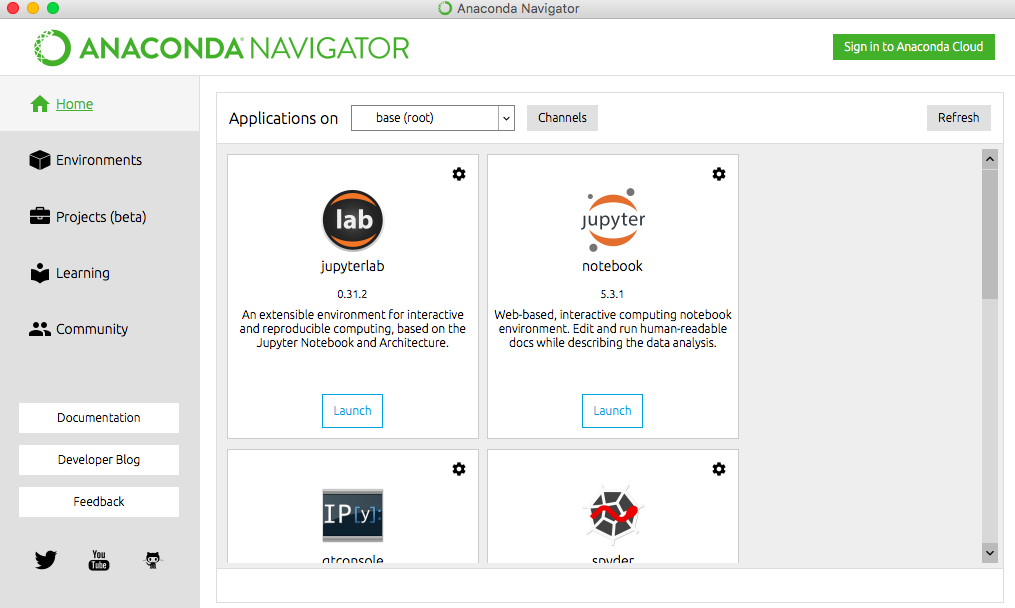 Anaconda Navigator
ANACONDA NAVIGATOR
Sign in to Anaconda Cloud
Home
Environments
Projects (beta)
Learning
Community
Documentation
Developer Blog
Feedback
You
Tube
Applications on
base (root)
Channels
Refresh
lab
jupyterlab
0.31.2
An extensible environment for interactive
and reproducible computing, based on the
Jupyter Notebook and Architecture.
Launch
jupyter
notebook
5.3.1
Web-based, interactive computing notebook
environment. Edit and run human-readable
docs while describing the data analysis.
Launch
IP[y]:
qtconsole
spyder